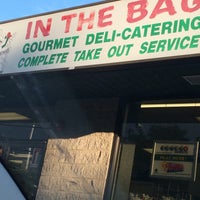 IN THE BAG
GOURMET DELI-CATERING
COMPLETE TAKE OUT SERVICE